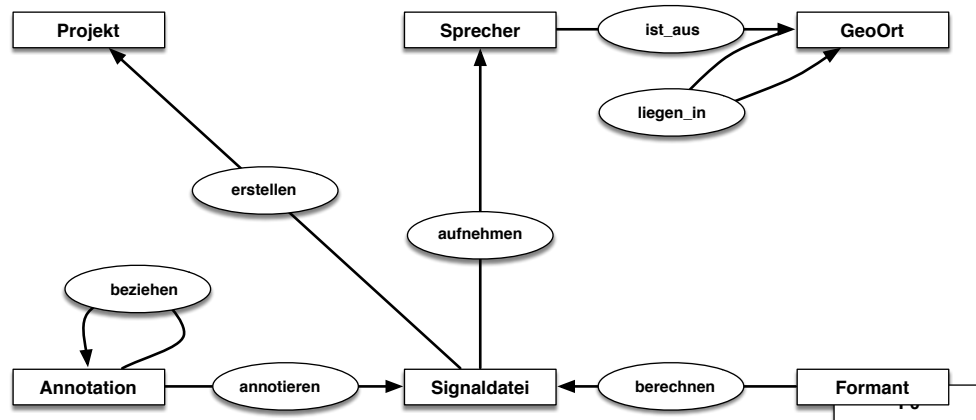 Projekt
Sprecher
ist_aus
GeoOrt
liegen_in
erstellen
aufnehmen
beziehen
Annotation
annotieren
Signaldatei
berechnen
Formant